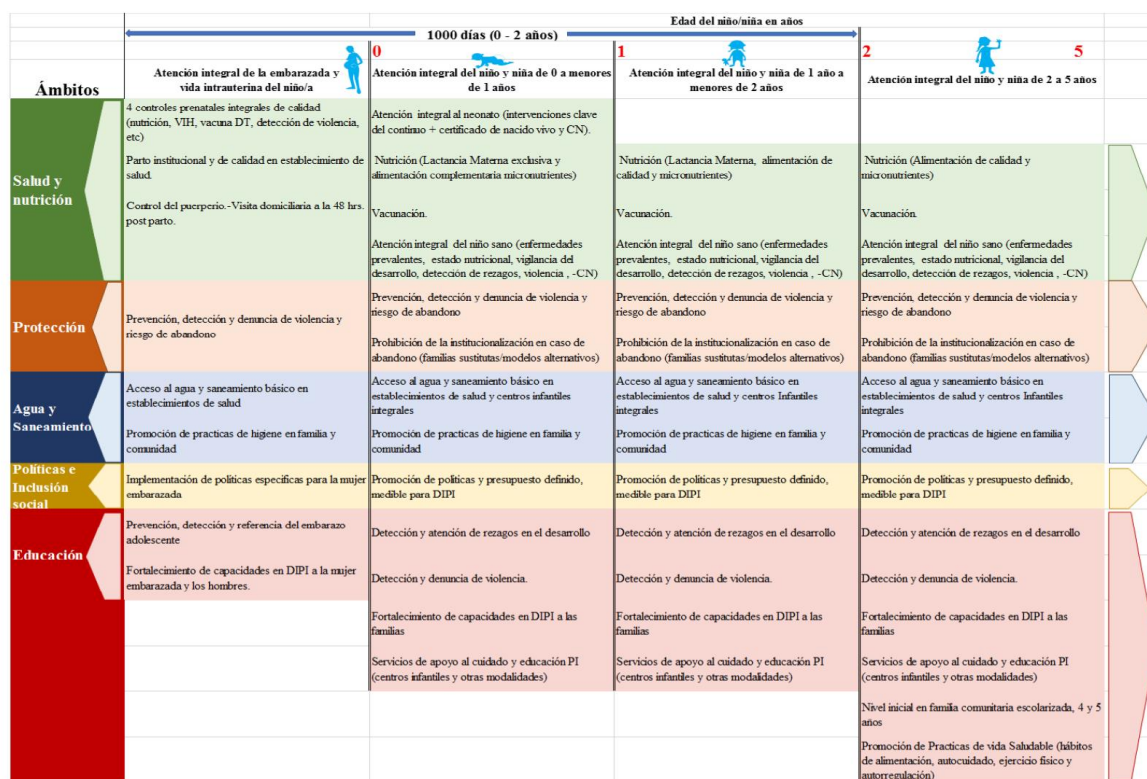 Edad del niño/niña en años
1000 días (0 - 2 años)
0
1
2
5
Ámbitos
Atención integral de la embarazada y
vida intrauterina del niño/a
Atención integral del niño y niña de 0 a menores
de 1 años
Atención integral del niño y niña de 1 año a
menores de 2 años
Atención integral del niño y niña de 2 a 5 años
Salud y
nutrición
4 controles prenatales integrales de calidad
(nutrición, VIH, vacuna DT, detección de violencia,
etc)
Parto institucional y de calidad en establecimiento de
salud.
Control del puerperio.-Visita domiciliaria a la 48 hrs.
post parto.
Atención integral al neonato (intervenciones clave
del continuo + certificado de nacido vivo y CN).
Nutrición (Lactancia Materna exclusiva y
alimentación complementaria micronutrientes)
Vacunación.
Atención integral del niño sano (enfermedades
prevalentes, estado nutricional, vigilancia del
desarrollo, detección de rezagos, violencia , -CN)
Nutrición (Lactancia Materna, alimentación de
calidad y micronutrientes)
Vacunación.
Atención integral del niño sano (enfermedades
prevalentes, estado nutricional, vigilancia del
desarrollo, detección de rezagos, violencia , -CN)
Nutrición (Alimentación de calidad y
micronutrientes)
Vacunación.
Atención integral del niño sano (enfermedades
prevalentes, estado nutricional, vigilancia del
desarrollo, detección de rezagos, violencia , -CN)
Protección
Prevención, detección y denuncia de violencia y
riesgo de abandono
Prevención, detección y denuncia de violencia y
riesgo de abandono
Prohibición de la institucionalización en caso de
abandono (familias sustitutas/modelos alternativos)
Prevención, detección y denuncia de violencia y
riesgo de abandono
Prohibición de la institucionalización en caso de
abandono (familias sustitutas/modelos alternativos)
Prevención, detección y denuncia de violencia y
riesgo de abandono
Prohibición de la institucionalización en caso de
abandono (familias sustitutas/modelos alternativos)
Agua y
Saneamiento
Acceso al agua y saneamiento básico en
establecimientos de salud
Promoción de practicas de higiene en familia y
comunidad
Acceso al agua y saneamiento básico en
establecimientos de salud y centros infantiles
integrales
Promoción de practicas de higiene en familia y
comunidad
Acceso al agua y saneamiento básico en
establecimientos de salud y centros Infantiles
integrales
Promoción de practicas de higiene en familia y
comunidad
Acceso al agua y saneamiento básico en
establecimientos de salud y centros Infantiles
integrales
Promoción de practicas de higiene en familia y
comunidad
Políticas e
Inclusión
social
Implementación de políticas especificas para la mujer
embarazada
Promoción de políticas y presupuesto definido,
medible para DIPI
Promoción de políticas y presupuesto definido,
medible para DIPI
Promoción de políticas y presupuesto definido,
medible para DIPI
Educación
Prevención, detección y referencia del embarazo
adolescente
Fortalecimiento de capacidades en DIPI a la mujer
embarazada y los hombres.
Detección y atención de rezagos en el desarrollo
Detección y denuncia de violencia.
Fortalecimiento de capacidades en DIPI a las
familias
Servicios de apoyo al cuidado y educación PI
(centros infantiles y otras modalidades)
Detección y atención de rezagos en el desarrollo
Detección y denuncia de violencia.
Fortalecimiento de capacidades en DIPI a las
familias
Servicios de apoyo al cuidado y educación PI
(centros infantiles y otras modalidades)
Detección y atención de rezagos en el desarrollo
Detección y denuncia de violencia.
Fortalecimiento de capacidades en DIPI a las
familias
Servicios de apoyo al cuidado y educación PI
(centros infantiles y otras modalidades)
Nivel inicial en familia comunitaria escolarizada, 4 y 5
años
Promoción de Practicas de vida Saludable (hábitos
de alimentación, autocuidado, ejercicio físico y
autorregulación)